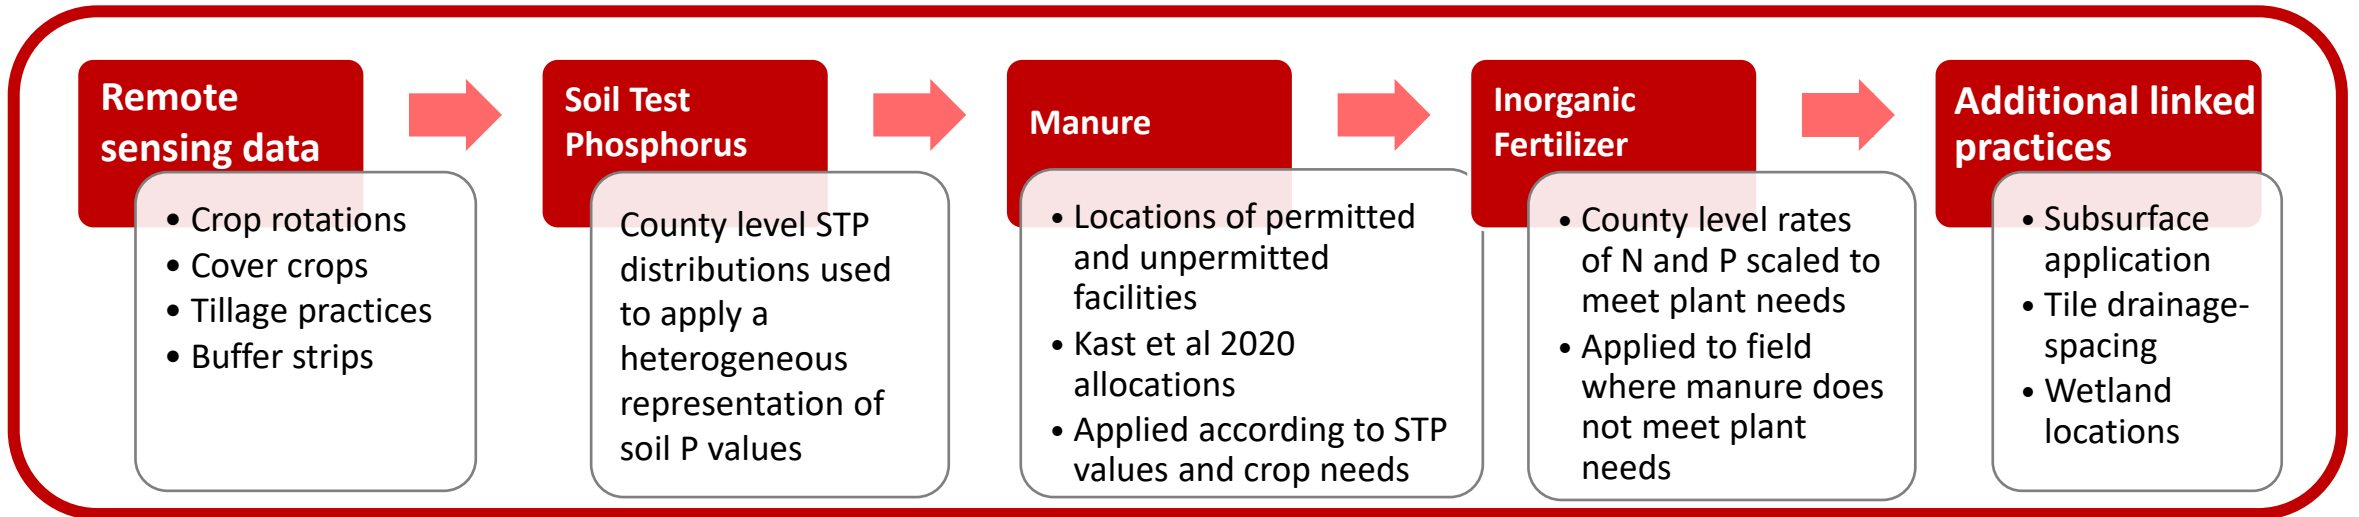 Remote
sensing data
• Crop rotations
• Cover crops
• Tillage practices
• Buffer strips
Soil Test
Phosphorus
County level STP
distributions used
to apply a
heterogeneous
representation of
soil P values
Manure
• Locations of permitted
and unpermitted
facilities
• Kast et al 2020
allocations
• Applied according to STP
values and crop needs
Inorganic
Fertilizer
• County level rates
of N and P scaled to
meet plant needs
• Applied to field
where manure does
not meet plant
needs
Additional linked
practices
• Subsurface
application
• Tile drainage-
spacing
• Wetland
locations